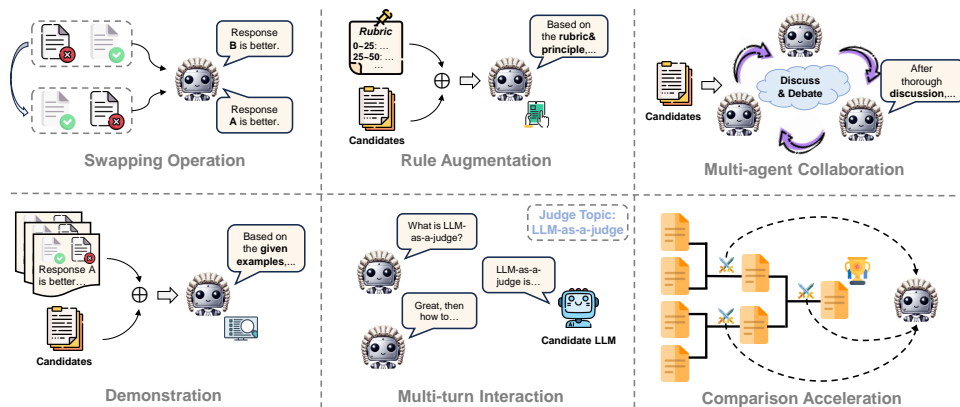 Response
B is better.
Response
A is better.
Swapping Operation
Rubric
0~25: ...
25~50: ...
...
Candidates
Based on
the rubric&
principle,...
Rule Augmentation
Candidates
Discuss
& Debate
After
thorough
discussion,...
Multi-agent Collaboration
Response A
is better...
Candidates
Based on
the given
examples,...
Demonstration
Judge Topic:
LLM-as-a-judge
What is LLM-
as-a-judge?
LLM-as-a-
judge is...
Great, then
how to...
Candidate LLM
Multi-turn Interaction
Comparison Acceleration